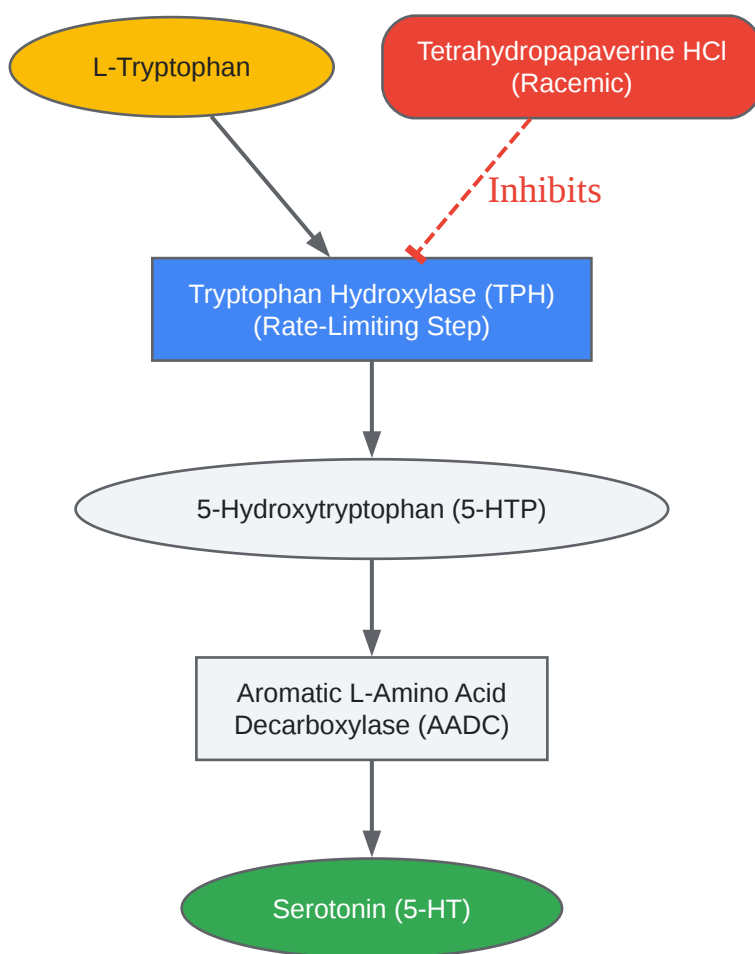 L-Tryptophan
Tetrahydropapaverine HCl
(Racemic)
Inhibits
Tryptophan Hydroxylase (TPH)
(Rate-Limiting Step)
5-Hydroxytryptophan (5-HTP)
Aromatic L-Amino Acid
Decarboxylase (AADC)
Serotonin (5-HT)